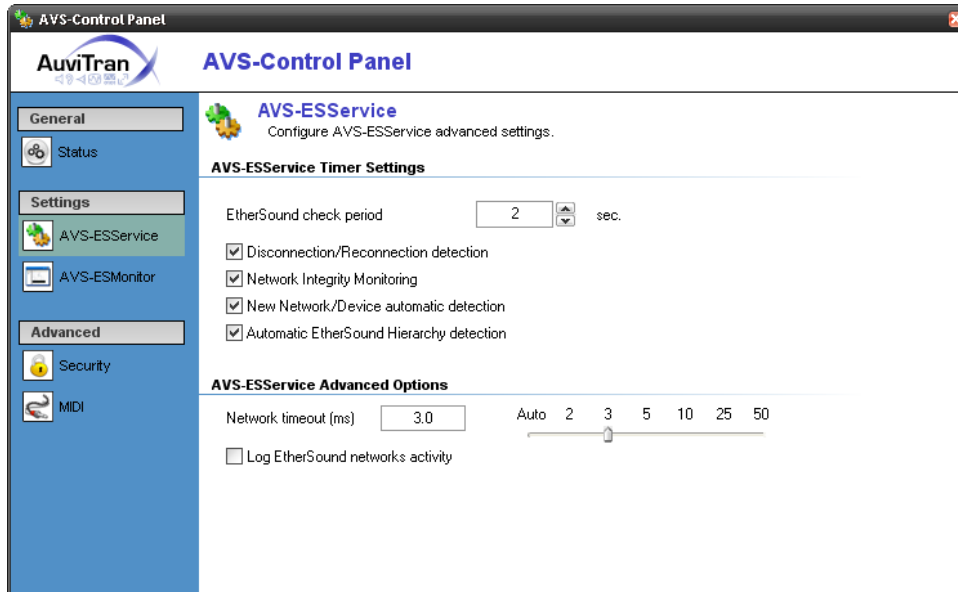 AVS-Control Panel
AuviTran
AVS-Control Panel
General
Status
Settings
AVS-ESService
AVS-ESMonitor
Advanced
Security
MIDI
AVS-ESService
Configure AVS-ESService advanced settings.
AVS-ESService Timer Settings
EtherSound check period 2 sec.
Disconnection/Reconnection detection
Network Integrity Monitoring
New Network/Device automatic detection
Automatic EtherSound Hierarchy detection
AVS-ESService Advanced Options
Network timeout (ms) 3.0 Auto 2 3 5 10 25 50
Log EtherSound networks activity